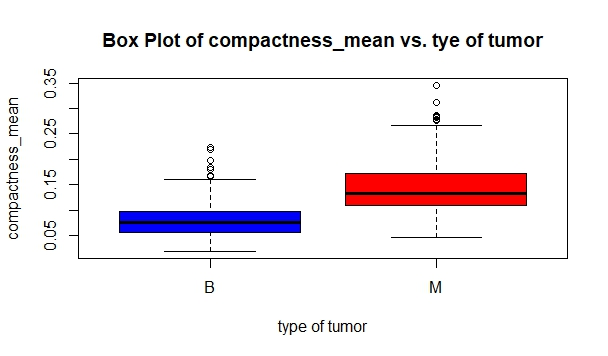 Box Plot of compactness_mean vs. tye of tumor
compactness_mean
0.35
0.25
0.15
0.05
B
M
type of tumor